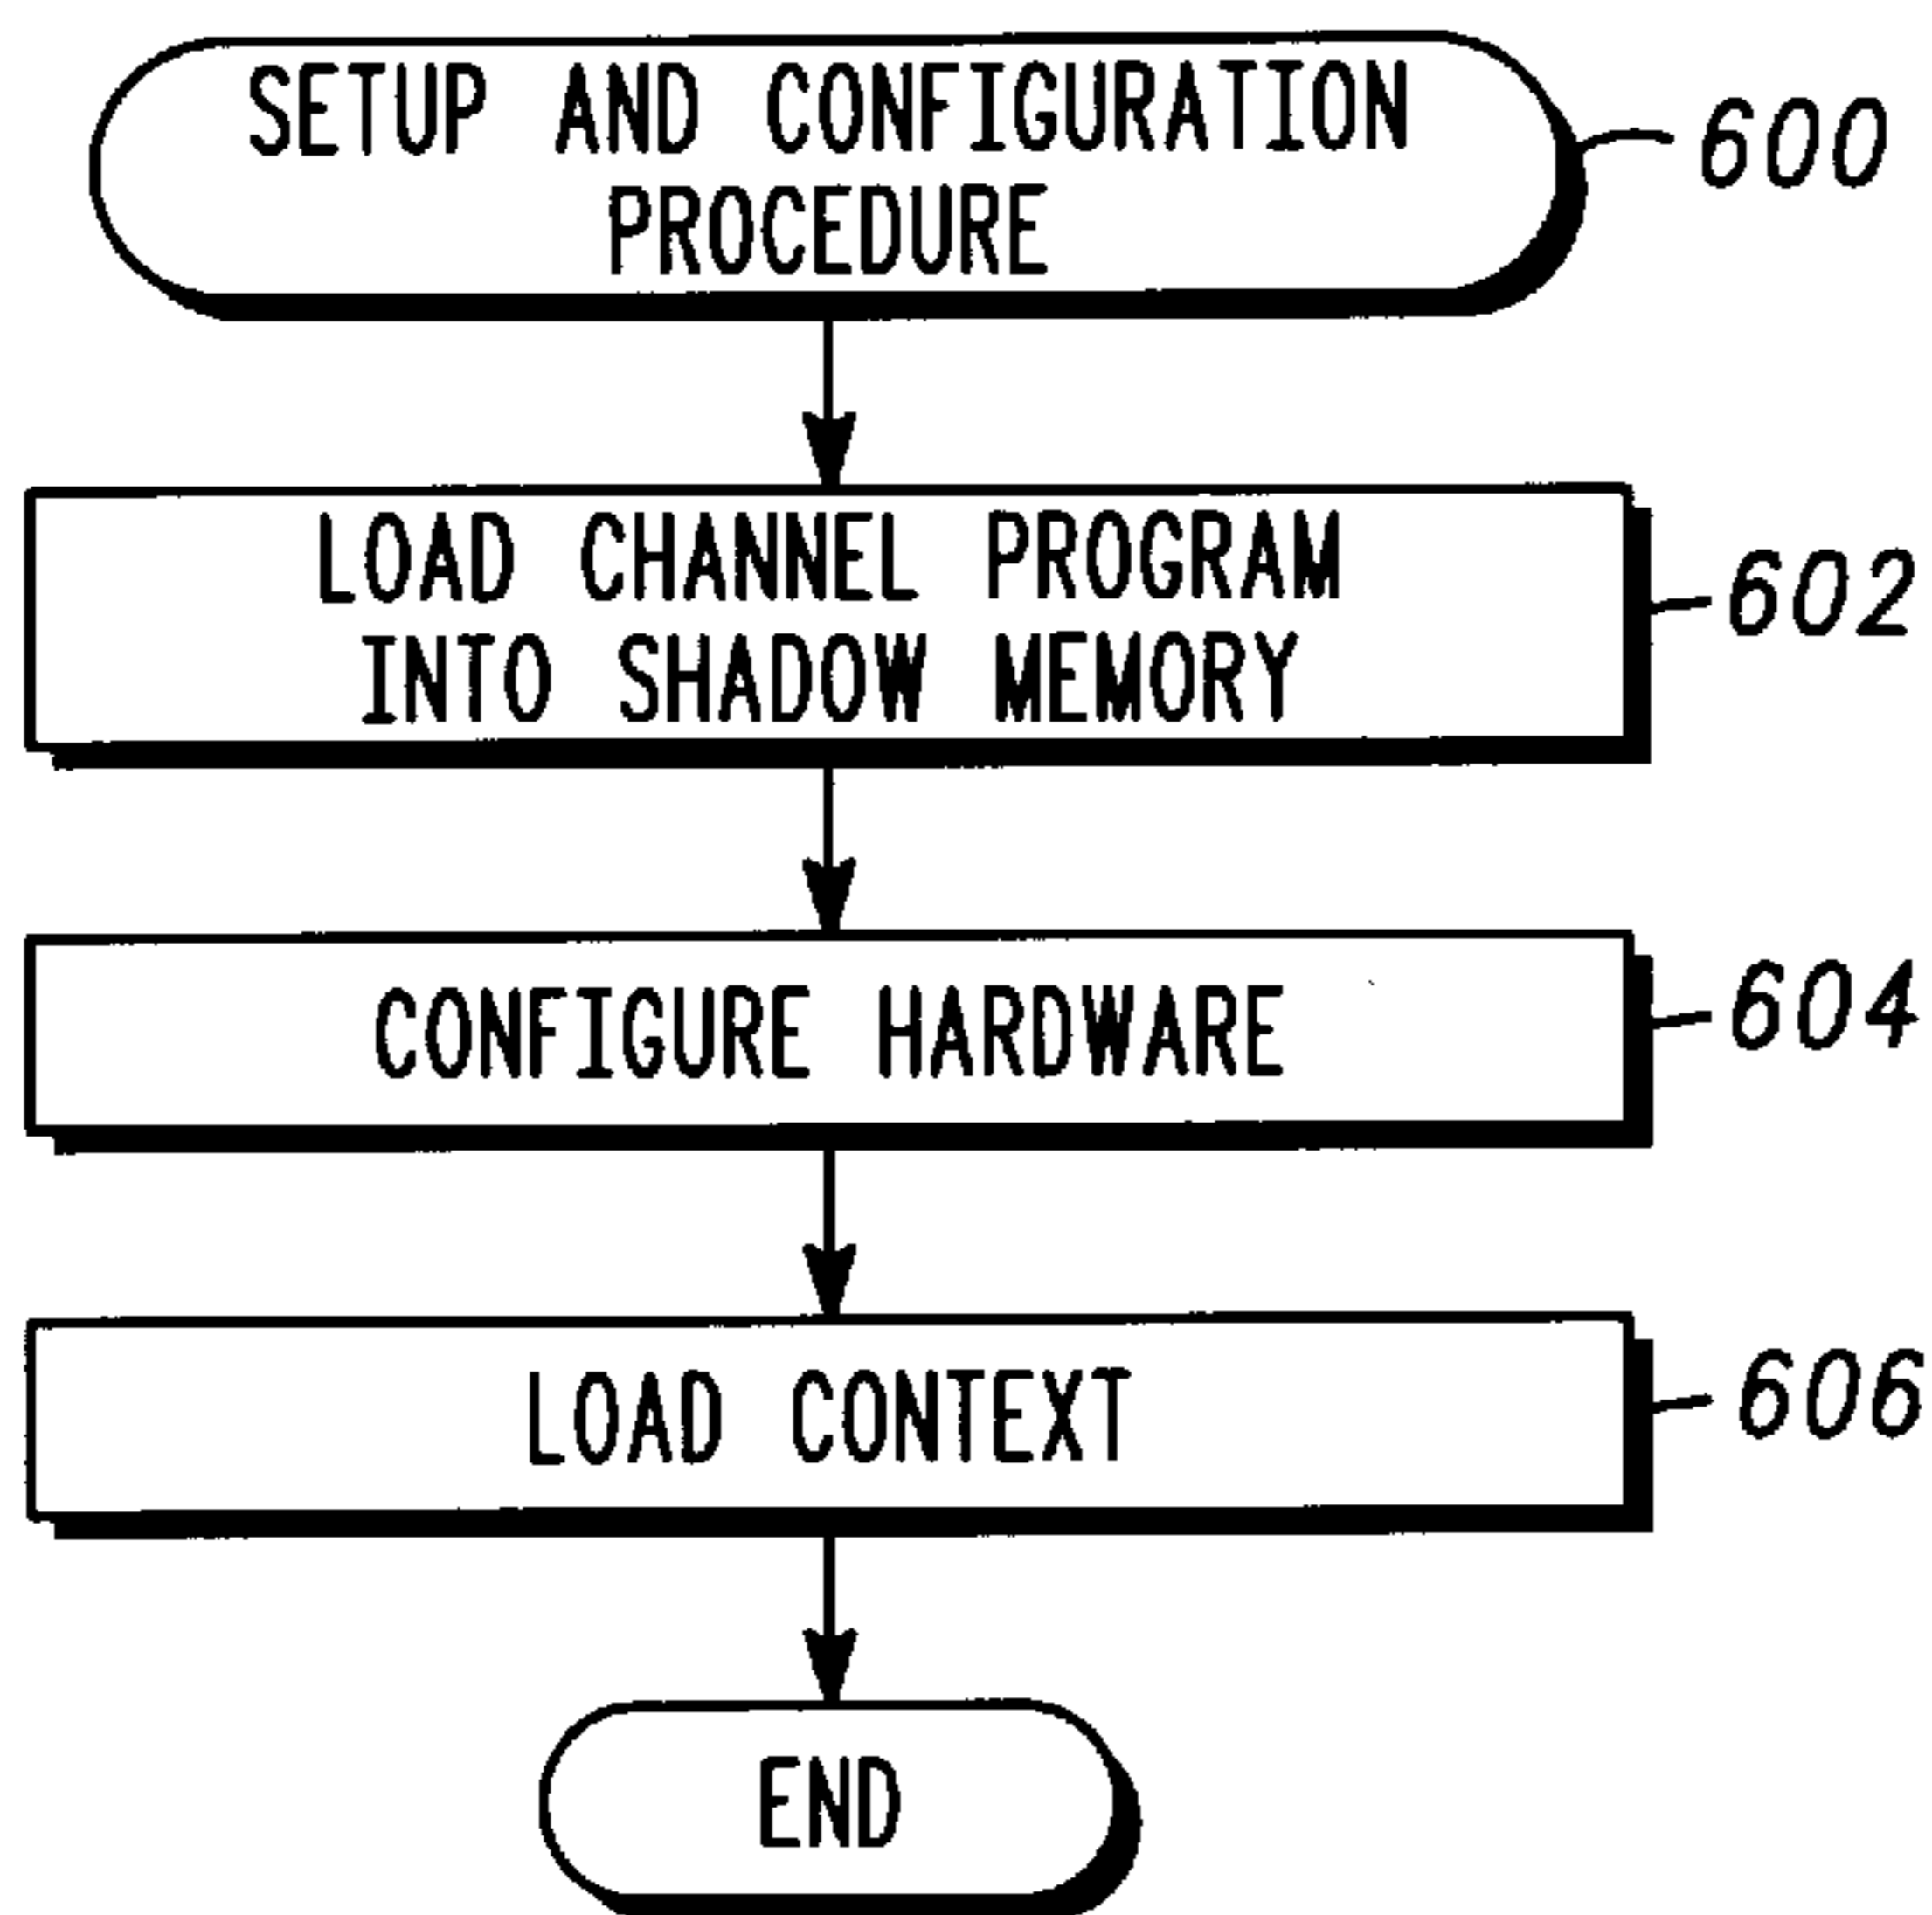 SETUP AND CONFIGURATION
PROCEDURE
600
LOAD CHANNEL PROGRAM
INTO SHADOW MEMORY
602
CONFIGURE HARDWARE
604
LOAD CONTEXT
606
END